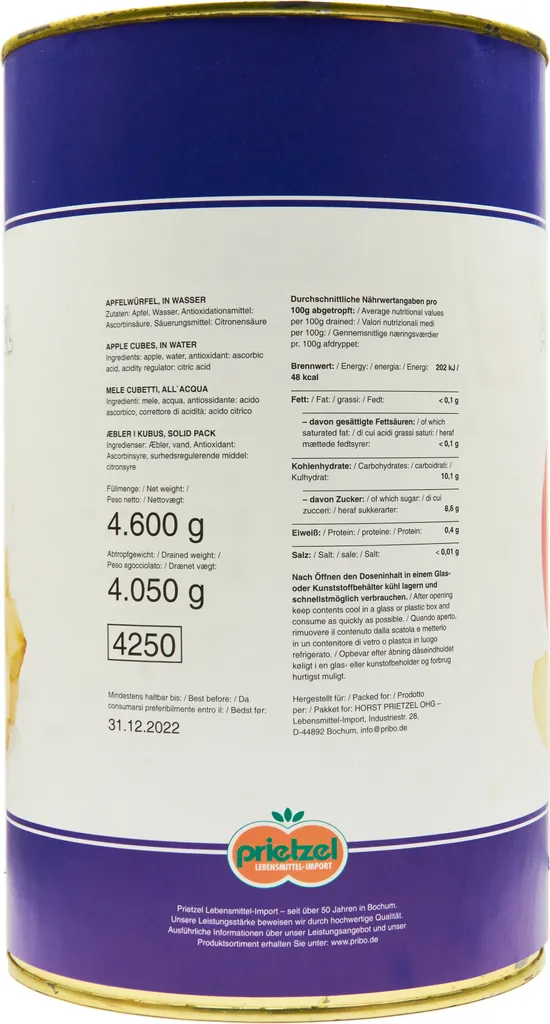 APFELWÜRFEL, IN WASSER
Zutaten: Apfel, Wasser, Antioxidationsmittel:
Ascorbinsäure, Säuerungsmittel: Citronensäure
APPLE CUBES, IN WATER
Ingredients: apple, water, antioxidant: ascorbic
acid, acidity regulator: citric acid
MELE CUBETTI, ALL`ACQUA
Ingredienti: mele, acqua, antiossidante: acido
ascorbico, correttore di acidità: acido citrico
ÆBLER I KUBUS, SOLID PACK
Ingredienser: Æbler, vand, Antioxidant:
Ascorbinsyre, surhedsregulerende middel:
citronsyre
Füllmenge: / Net weight: /
Peso netto: / Nettovægt:
4.600 g
Abtropfgewicht: / Drained weight: /
Peso sgocciolato: / Drænet vægt:
4.050 g
4250
Mindestens haltbar bis: / Best before: / Da
consumarsi preferibilmente entro il: / Bedst før:
31.12.2022
Durchschnittliche Nährwertangaben pro
100g abgetropft: / Average nutritional values
per 100g drained: / Valori nutrizionali medi
per 100g: / Gennemsnitlige næringsværdier
pr. 100g afdryppet:
Brennwert: / Energy: / energia: / Energi: 202 kJ /
48 kcal
Fett: / Fat: / grassi: / Fedt: < 0,1 g
– davon gesättigte Fettsäuren: / of which
saturated fat: / di cui acidi grassi saturi: / heraf
mættede fedtsyrer: < 0,1 g
Kohlenhydrate: / Carbohydrates: / carboidrati: /
Kulhydrat: 10,1 g
– davon Zucker: / of which sugar: / di cui
zucceri: / heraf sukkerarter: 8,6 g
Eiweiß: / Protein: / proteine: / Protein: 0,4 g
Salz: / Salt: / sale: / Salt: < 0,01 g
Nach Öffnen den Doseninhalt in einem Glas-
oder Kunststoffbehälter kühl lagern und
schnellstmöglich verbrauchen. / After opening
keep contents cool in a glass or plastic box and
consume as quickly as possible. / Quando aperto,
rimuovere il contenuto dalla scatola e metterlo
in un contenitore di vetro o plastca in luogo
refrigerato. / Opbevar efter åbning dåseindholdet
køligt i en glas- eller kunstofbeholder og forbrug
hurtigst muligt.
Hergestellt für: / Packed for: / Prodotto
per: / Pakket for: HORST PRIETZEL OHG –
Lebensmittel-Import, Industriestr. 28,
D-44892 Bochum, info@pribo.de
prietzel
LEBENSMITTEL-IMPORT
Prietzel Lebensmittel-Import – seit über 50 Jahren in Bochum.
Unsere Leistungsstärke beweisen wir durch hochwertige Qualität.
Ausführliche Informationen über unser Leistungsangebot und unser
Produktsortiment erhalten Sie unter: www.pribo.de